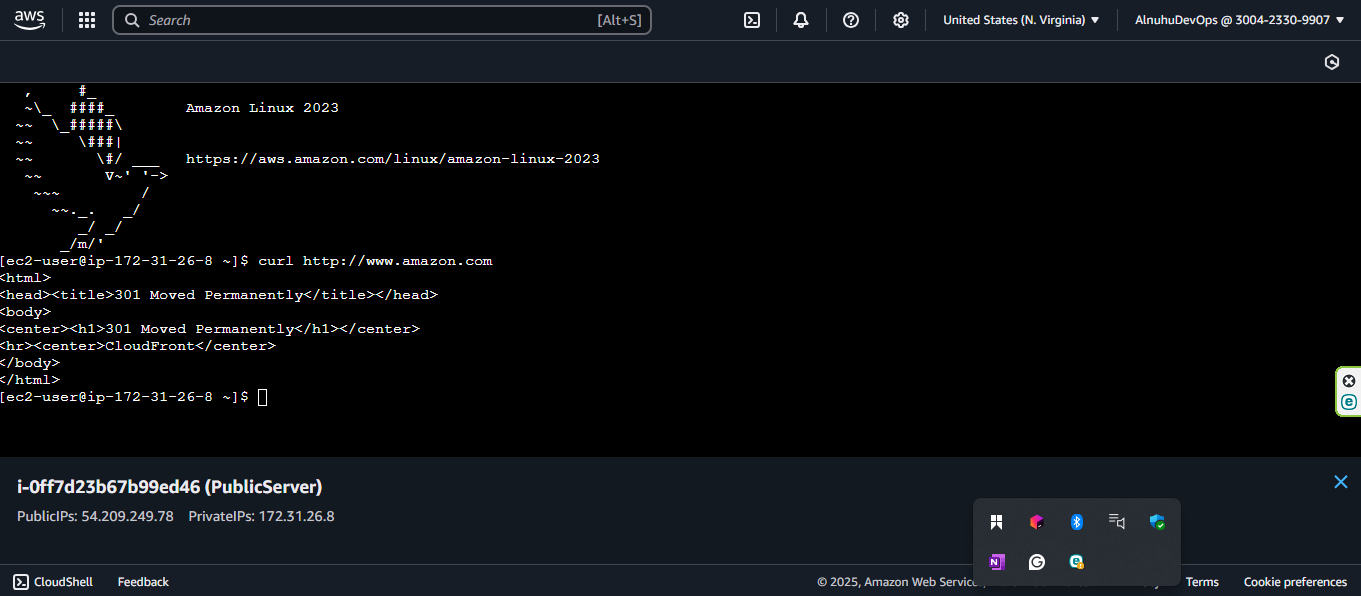 aws
Search [Alt+S] United States (N. Virginia) AlnuhuDevOps @ 3004-2330-9907
   ,     #_
   ~\_  ####_        Amazon Linux 2023
  ~~  \_#####\
  ~~     \###|
  ~~       \#/ ___   https://aws.amazon.com/linux/amazon-linux-2023
   ~~       V~' '->
    ~~~         /
      ~~._.   _/
         _/ _/
       _/m/'
[ec2-user@ip-172-31-26-8 ~]$ curl http://www.amazon.com
<html>
<head><title>301 Moved Permanently</title></head>
<body>
<center><h1>301 Moved Permanently</h1></center>
<hr><center>CloudFront</center>
</body>
</html>
[ec2-user@ip-172-31-26-8 ~]$
i-0ff7d23b67b99ed46 (PublicServer)
PublicIPs: 54.209.249.78 PrivateIPs: 172.31.26.8
CloudShell Feedback © 2025, Amazon Web Terms Cookie preferences